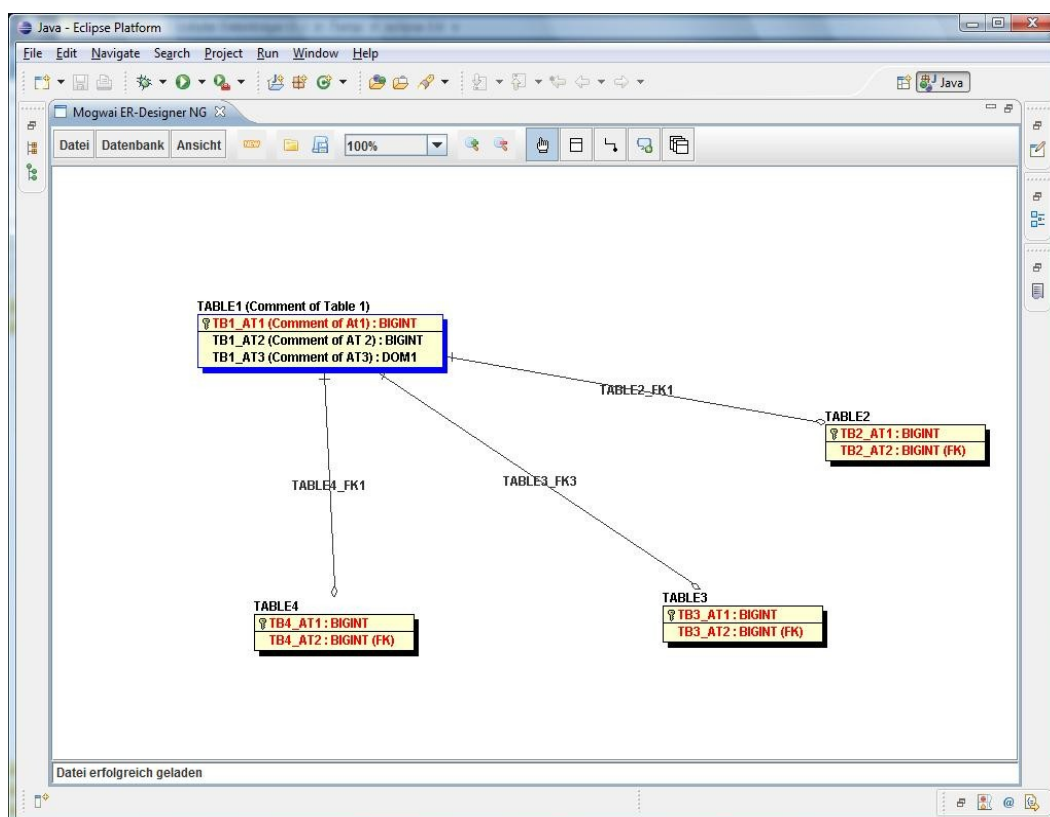 Java - Eclipse Platform
File Edit Navigate Search Project Run Window Help
Java
Mogwai ER-Designer NG
Datei Datenbank Ansicht 100%
TABLE1 (Comment of Table 1)
TB1_AT1 (Comment of At1) : BIGINT
TB1_AT2 (Comment of AT 2) : BIGINT
TB1_AT3 (Comment of AT3) : DOM1
TABLE2_FK1
TABLE2
TB2_AT1 : BIGINT
TB2_AT2 : BIGINT (FK)
TABLE4_FK1
TABLE3_FK3
TABLE4
TB4_AT1 : BIGINT
TB4_AT2 : BIGINT (FK)
TABLE3
TB3_AT1 : BIGINT
TB3_AT2 : BIGINT (FK)
Datei erfolgreich geladen